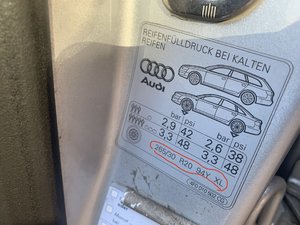 REIFENFÜLLDRUCK BEI KALTEN
REIFEN
Audi
bar psi bar psi
2.9 42 2.6 38
3.3 48 3.3 48
265/30 R20 94Y XL